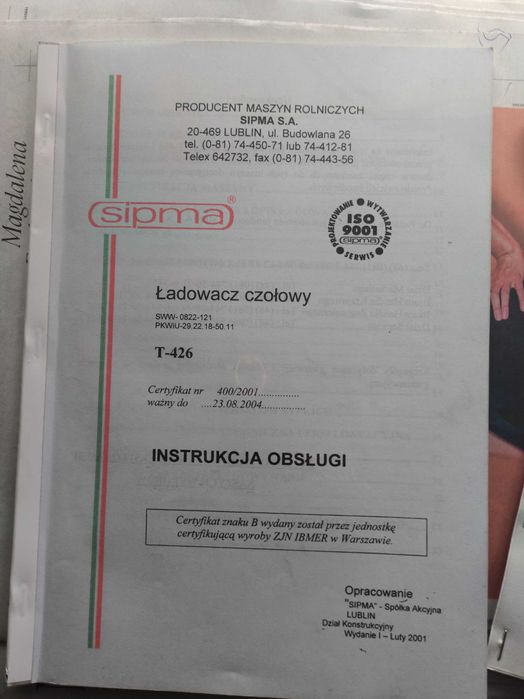 Magdalena
PRODUCENT MASZYN ROLNICZYCH
SIPMA S.A.
20-469 LUBLIN, ul. Budowlana 26
tel. (0-81) 74-450-71 lub 74-412-81
Telex 642732, fax (0-81) 74-443-56
sipma®
PROJEKTOWANIE WYTWARZANIE
ISO
9001
sipma
SERWIS
Ładowacz czołowy
SWW- 0822-121
PKWiU-29.22.18-50.11
T-426
Certyfikat nr 400/2001...............
ważny do ....23.08.2004................
INSTRUKCJA OBSŁUGI
Certyfikat znaku B wydany został przez jednostkę
certyfikującą wyroby ZJN IBMER w Warszawie.
Opracowanie
"SIPMA" - Spółka Akcyjna
LUBLIN
Dział Konstrukcyjny
Wydanie I – Luty 2001